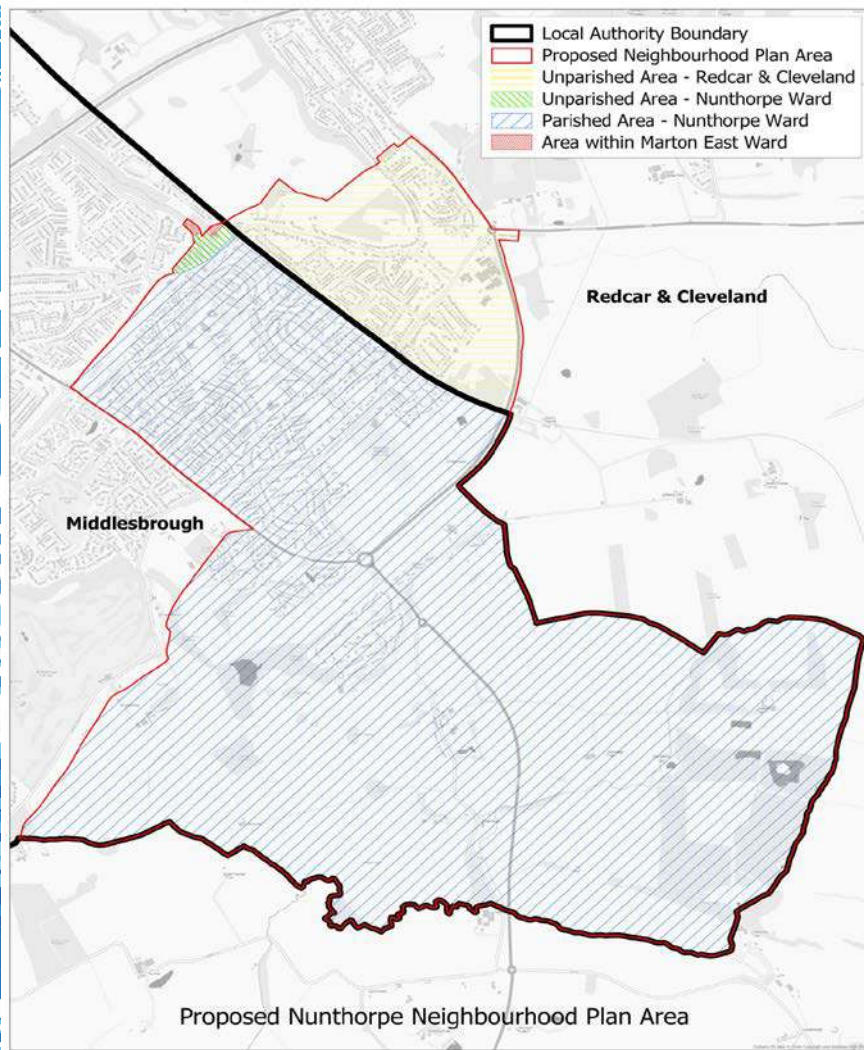 Local Authority Boundary
Proposed Neighbourhood Plan Area
Unparished Area - Redcar & Cleveland
Unparished Area - Nunthorpe Ward
Parished Area - Nunthorpe Ward
Area within Marton East Ward
Redcar & Cleveland
Middlesbrough
Proposed Nunthorpe Neighbourhood Plan Area